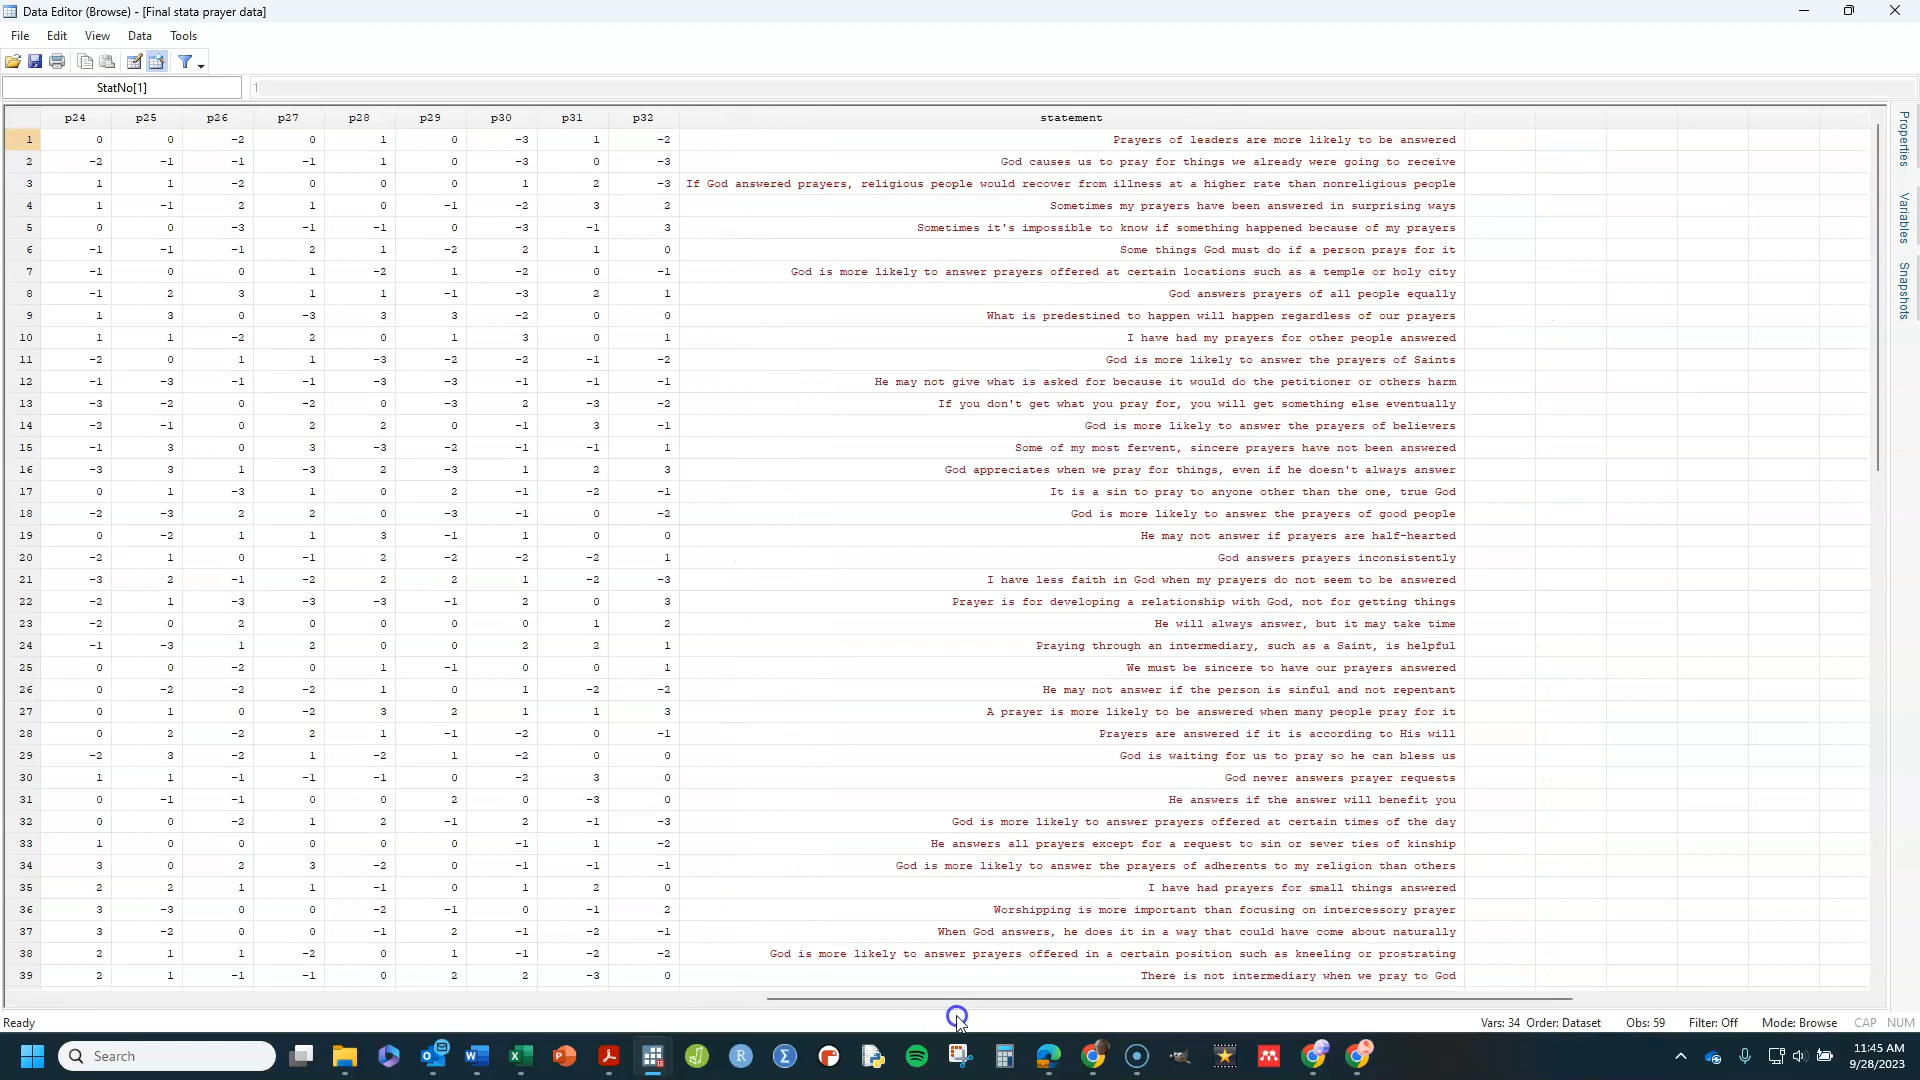 Data Editor (Browse) - [Final stata prayer data]
File Edit View Data Tools
StatNo[1] 1
p24 p25 p26 p27 p28 p29 p30 p31 p32 statement
1 0 0 -2 0 1 0 -3 1 -2 Prayers of leaders are more likely to be answered
2 -2 -1 -1 -1 1 0 -3 0 -3 God causes us to pray for things we already were going to receive
3 1 1 -2 0 0 0 1 2 -3 If God answered prayers, religious people would recover from illness at a higher rate than nonreligious people
4 1 -1 2 1 0 -1 -2 3 2 Sometimes my prayers have been answered in surprising ways
5 0 0 -3 -1 -1 0 -3 -1 3 Sometimes it's impossible to know if something happened because of my prayers
6 -1 -1 -1 2 1 -2 2 1 0 Some things God must do if a person prays for it
7 -1 0 0 1 -2 1 -2 0 -1 God is more likely to answer prayers offered at certain locations such as a temple or holy city
8 -1 2 3 1 1 -1 -3 2 1 God answers prayers of all people equally
9 1 3 0 -3 3 3 -2 0 0 What is predestined to happen will happen regardless of our prayers
10 1 1 -2 2 0 1 3 0 1 I have had my prayers for other people answered
11 -2 0 1 1 -3 -2 -2 -1 -2 God is more likely to answer the prayers of Saints
12 -1 -3 -1 -1 -3 -3 -1 -1 -1 He may not give what is asked for because it would do the petitioner or others harm
13 -3 -2 0 -2 0 -3 2 -3 -2 If you don't get what you pray for, you will get something else eventually
14 -2 -1 0 2 2 0 -1 3 -1 God is more likely to answer the prayers of believers
15 -1 3 0 3 -3 -2 -1 -1 1 Some of my most fervent, sincere prayers have not been answered
16 -3 3 1 -3 2 -3 1 2 3 God appreciates when we pray for things, even if he doesn't always answer
17 0 1 -3 1 0 2 -1 -2 -1 It is a sin to pray to anyone other than the one, true God
18 -2 -3 2 2 0 -3 -1 0 -2 God is more likely to answer the prayers of good people
19 0 -2 1 1 3 -1 1 0 0 He may not answer if prayers are half-hearted
20 -2 1 0 -1 2 -2 -2 -2 1 God answers prayers inconsistently
21 -3 2 -1 -2 2 2 1 -2 -3 I have less faith in God when my prayers do not seem to be answered
22 -2 1 -3 -3 -3 -1 2 0 3 Prayer is for developing a relationship with God, not for getting things
23 -2 0 2 0 0 0 0 1 2 He will always answer, but it may take time
24 -1 -3 1 2 0 0 2 2 1 Praying through an intermediary, such as a Saint, is helpful
25 0 0 -2 0 1 -1 0 0 1 We must be sincere to have our prayers answered
26 0 -2 -2 -2 1 0 1 -2 -2 He may not answer if the person is sinful and not repentant
27 0 1 0 -2 3 2 1 1 3 A prayer is more likely to be answered when many people pray for it
28 0 2 -2 2 1 -1 -2 0 -1 Prayers are answered if it is according to His will
29 -2 3 -2 1 -2 1 -2 0 0 God is waiting for us to pray so he can bless us
30 1 1 -1 -1 -1 0 -2 3 0 God never answers prayer requests
31 0 -1 -1 0 0 2 0 -3 0 He answers if the answer will benefit you
32 0 0 -2 1 2 -1 2 -1 -3 God is more likely to answer prayers offered at certain times of the day
33 1 0 0 0 0 0 -1 1 -2 He answers all prayers except for a request to sin or sever ties of kinship
34 3 0 2 3 -2 0 -1 -1 -1 God is more likely to answer the prayers of adherents to my religion than others
35 2 2 1 1 -1 0 1 2 0 I have had prayers for small things answered
36 3 -3 0 0 -2 -1 0 -1 2 Worshipping is more important than focusing on intercessory prayer
37 3 -2 0 0 -1 2 -1 -2 -1 When God answers, he does it in a way that could have come about naturally
38 2 1 1 -2 0 1 -1 -2 -2 God is more likely to answer prayers offered in a certain position such as kneeling or prostrating
39 2 1 -1 -1 0 2 2 -3 0 There is not intermediary when we pray to God
Properties
Variables
Snapshots
Ready Vars: 34 Order: Dataset Obs: 59 Filter: Off Mode: Browse CAP NUM
Search
11:45 AM
9/28/2023